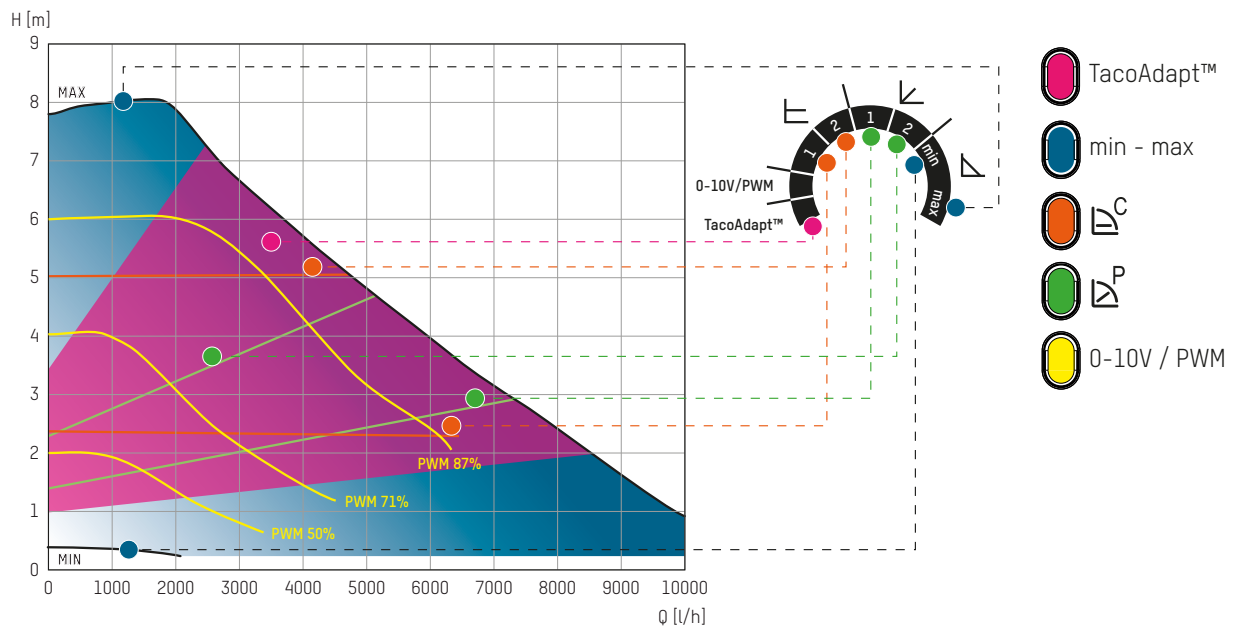 H [m]
9
8
7
6
5
4
3
2
1
0
MAX
MIN
PWM 87%
PWM 71%
PWM 50%
0
1000
2000
3000
4000
5000
6000
7000
8000
9000
10000
Q [l/h]
1
2
1
2
min
max
0-10V/PWM
TacoAdapt™
TacoAdapt™
min - max
C
P
0-10V / PWM